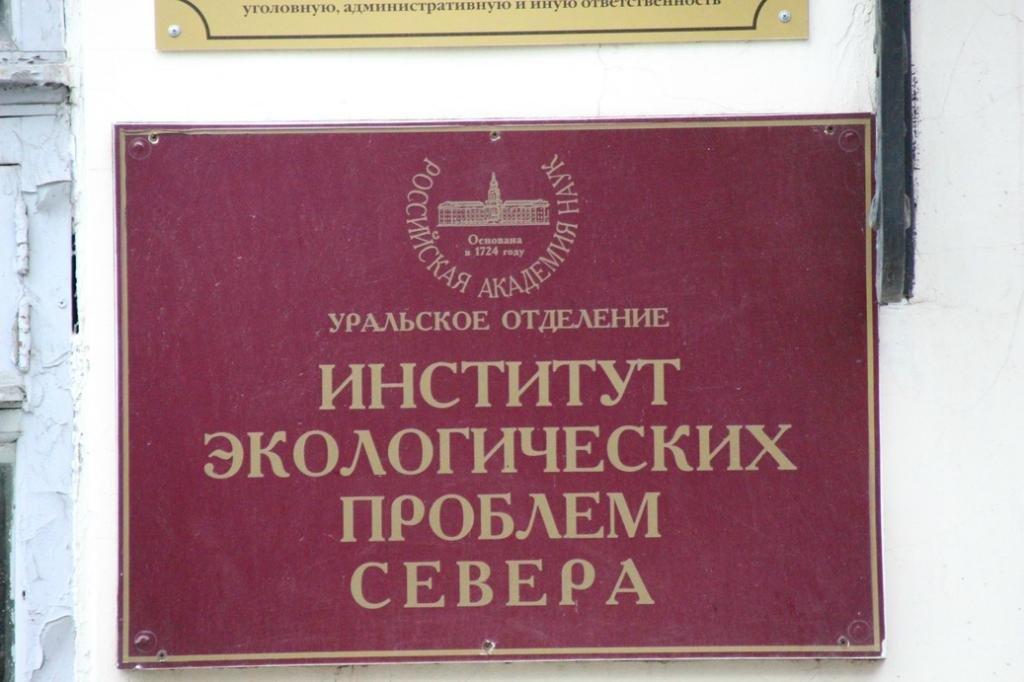 уголовную, административную и иную ответственность
РОССИЙСКАЯ АКАДЕМИЯ НАУК
Основана
в 1724 году
УРАЛЬСКОЕ ОТДЕЛЕНИЕ
ИНСТИТУТ
ЭКОЛОГИЧЕСКИХ
ПРОБЛЕМ
СЕВЕРА